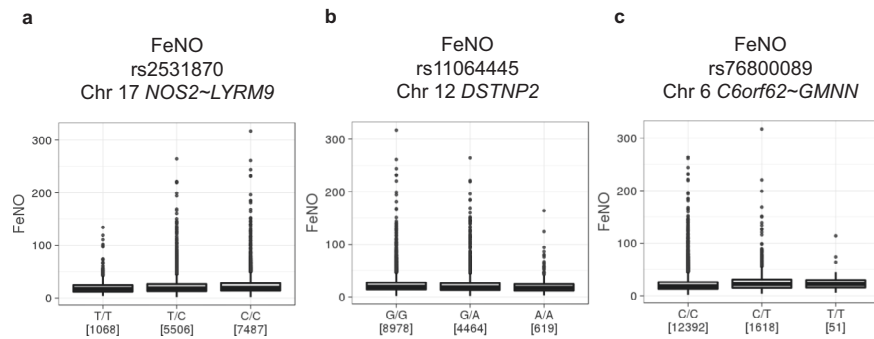 a
FeNO
rs2531870
Chr 17 NOS2~LYRM9
300
200
100
0
FeNO
T/T
[1068]
T/C
[5506]
C/C
[7487]
b
FeNO
rs11064445
Chr 12 DSTNP2
300
200
100
0
FeNO
G/G
[8978]
G/A
[4464]
A/A
[619]
c
FeNO
rs76800089
Chr 6 C6orf62~GMNN
300
200
100
0
FeNO
C/C
[12392]
C/T
[1618]
T/T
[51]